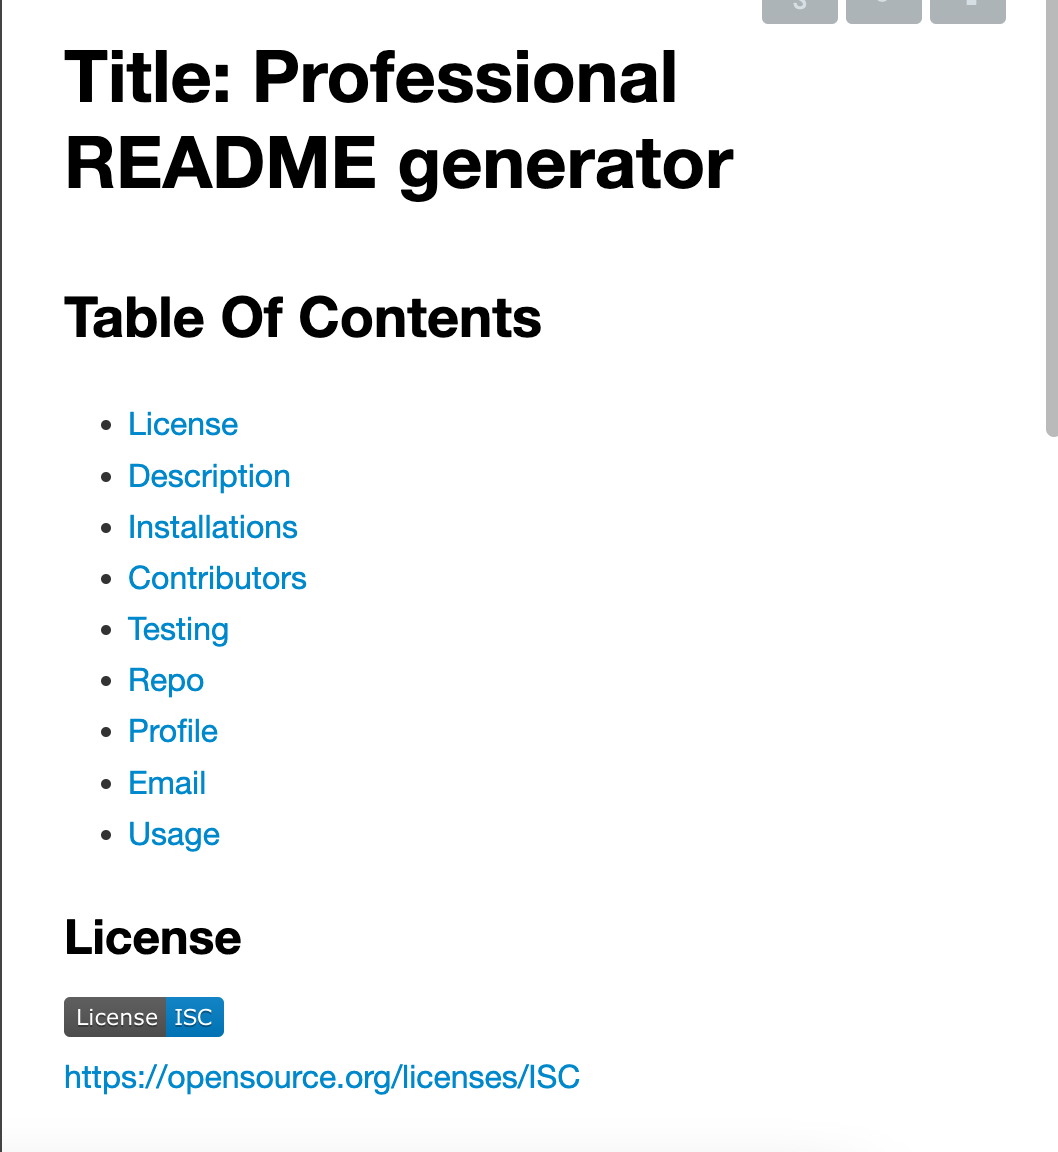 Title: Professional
README generator
Table Of Contents
License
Description
Installations
Contributors
Testing
Repo
Profile
Email
Usage
License
License ISC
https://opensource.org/licenses/ISC